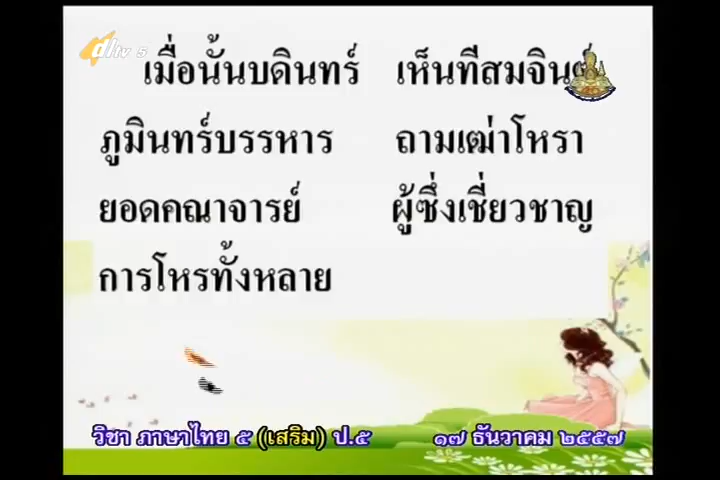 dltv 5
เมื่อนั้นบดินทร์ เห็นทีสมจินต์
ภูมินทร์บรรหาร ถามเฒ่าโหรา
ยอดคณาจารย์ ผู้ซึ่งเชี่ยวชาญ
การโหรทั้งหลาย
วิชา ภาษาไทย ๕ (เสริม) ป.๕ ๑๗ ธันวาคม ๒๕๕๗